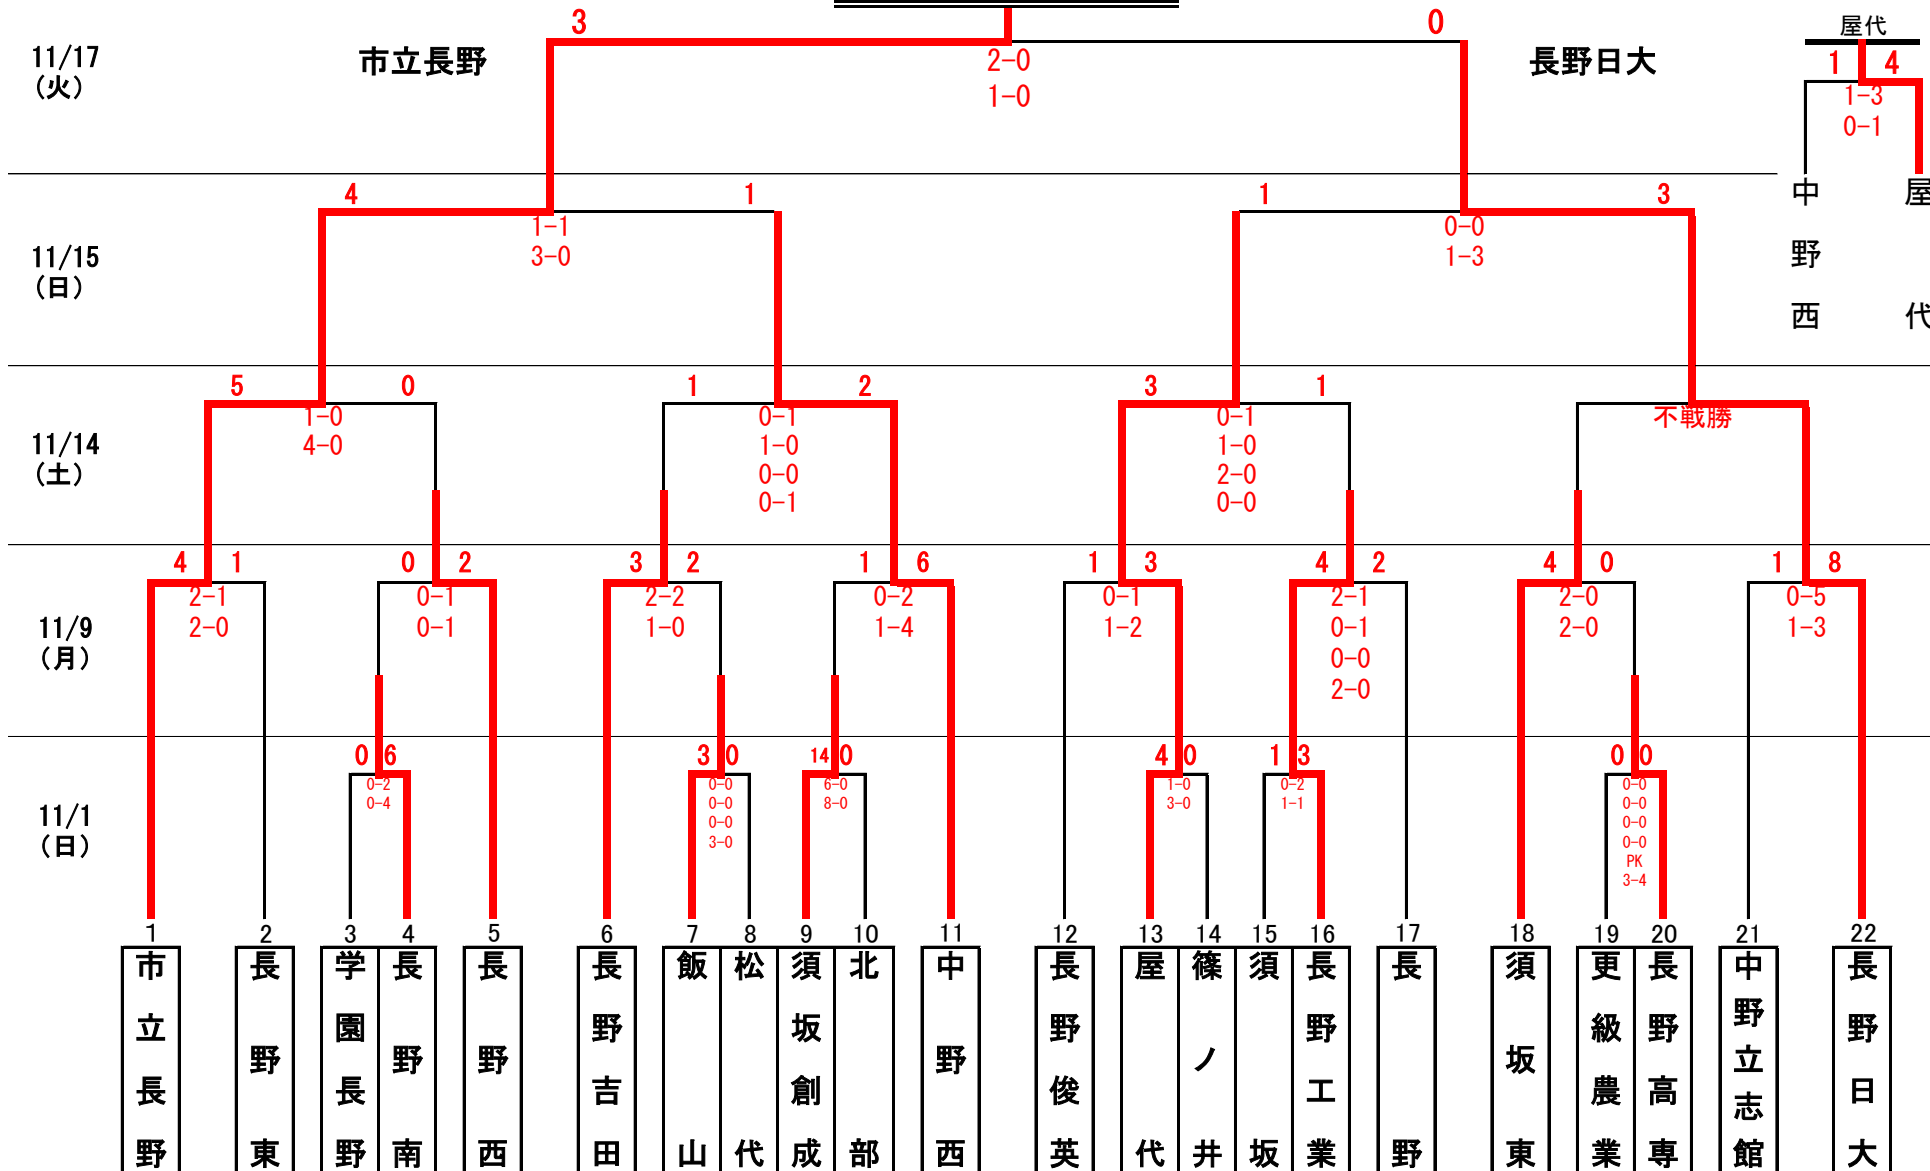 3 0
11/17
(火)
市立長野
2-0
1-0
長野日大
屋代
1 4
1-3
0-1
中野西
屋代
4 1 1 3
11/15
(日)
1-1
3-0
0-0
1-3
5 0 1 2 3 1
11/14
(土)
1-0
4-0
0-1
1-0
0-0
0-1
0-1
1-0
2-0
0-0
不戦勝
4 1 0 2 3 2 1 6 1 3 4 2 4 0 1 8
11/9
(月)
2-1
2-0
0-1
0-1
2-2
1-0
0-2
1-4
0-1
1-2
2-1
0-1
0-0
2-0
2-0
2-0
0-5
1-3
0 6 3 0 14 0 4 0 1 3 0 0
11/1
(日)
0-2
0-4
0-0
0-0
0-0
3-0
6-0
8-0
1-0
3-0
0-2
1-1
0-0
0-0
0-0
0-0
PK
3-4
1 2 3 4 5 6 7 8 9 10 11 12 13 14 15 16 17 18 19 20 21 22
市立長野
長野東
学園長野
長野南
長野西
長野吉田
飯山
松代
須坂創成
北部
中野西
長野俊英
屋代
篠ノ井
須坂
長野工業
長野
須坂東
更級農業
長野高専
中野立志館
長野日大